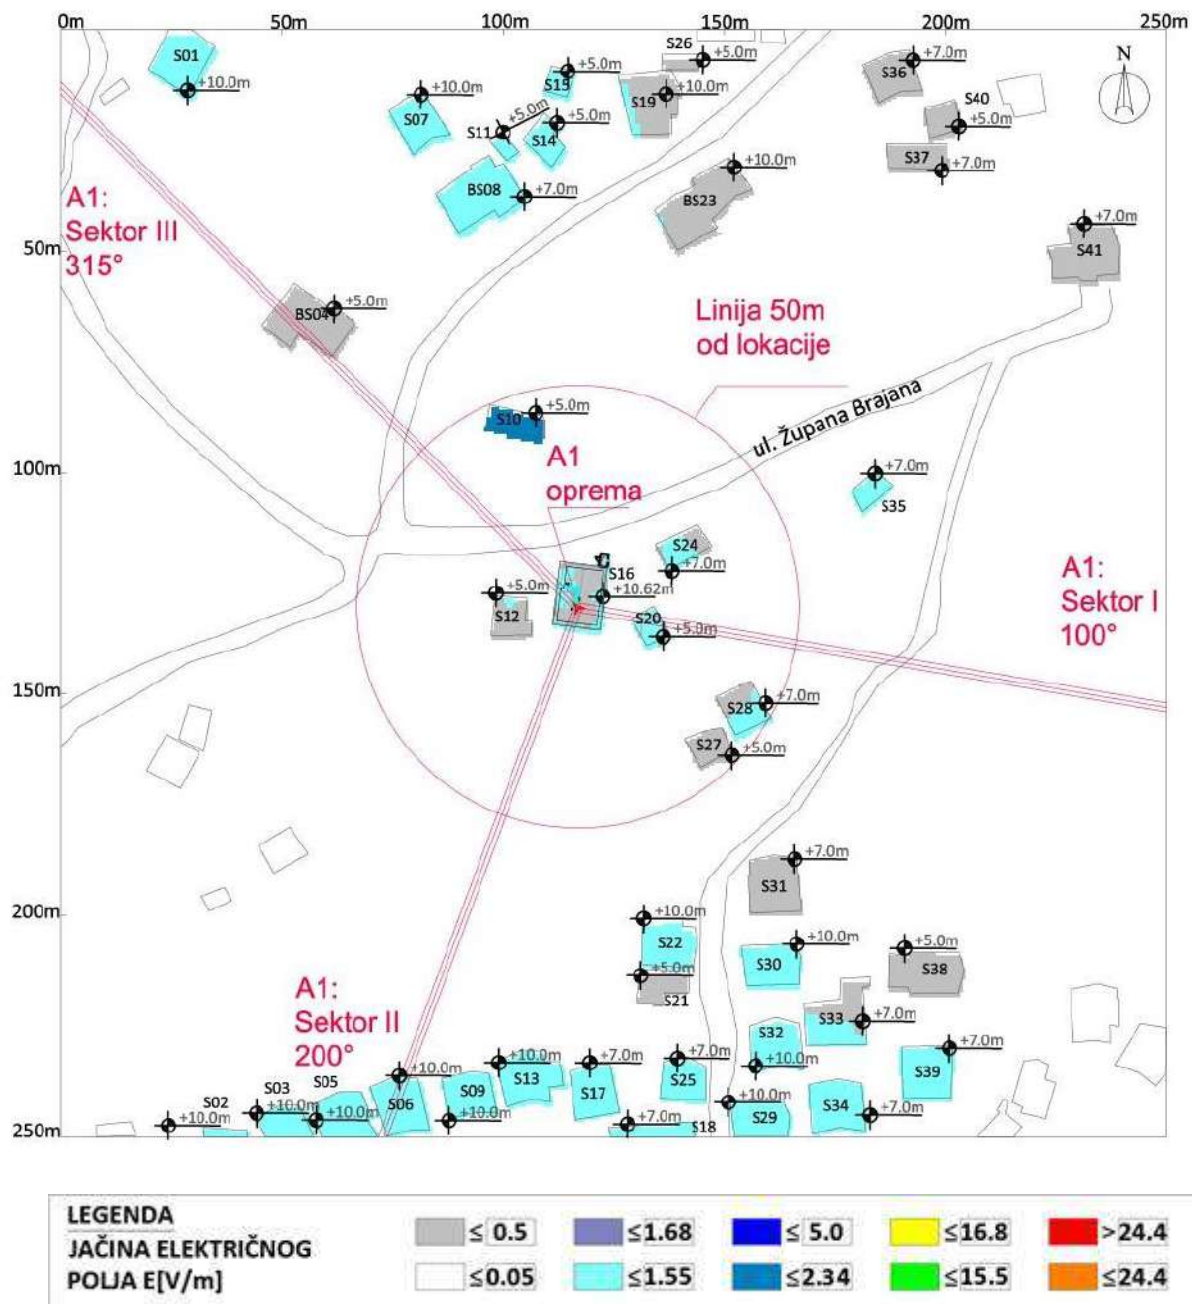 0m
50m
100m
150m
200m
250m
S01
+10.0m
S07
+10.0m
S11
+5.0m
S15
+5.0m
S14
+5.0m
S26
+5.0m
S19
+10.0m
S36
+7.0m
S40
+5.0m
S37
+7.0m
N
BS08
+7.0m
BS23
+10.0m
A1:
Sektor III
315°
50m
S41
+7.0m
BS04
+5.0m
Linija 50m
od lokacije
S10
+5.0m
ul. Župana Brajana
100m
A1
oprema
S35
+7.0m
S24
+7.0m
S16
+10.62m
S12
+5.0m
S20
+5.0m
A1:
Sektor I
100°
150m
S28
+7.0m
S27
+5.0m
S31
+7.0m
200m
+10.0m
S22
+5.0m
S21
S30
+10.0m
S38
+5.0m
A1:
Sektor II
200°
S33
+7.0m
S32
+10.0m
S39
+7.0m
S02
+10.0m
S03
S05
+10.0m
S06
+10.0m
S09
+10.0m
S13
+10.0m
S17
+7.0m
S25
+7.0m
S18
+7.0m
S29
+10.0m
S34
+7.0m
250m
LEGENDA
JAČINA ELEKTRIČNOG
POLJA E[V/m]
≤ 0.5
≤1.68
≤ 5.0
≤16.8
>24.4
≤0.05
≤1.55
≤2.34
≤15.5
≤24.4